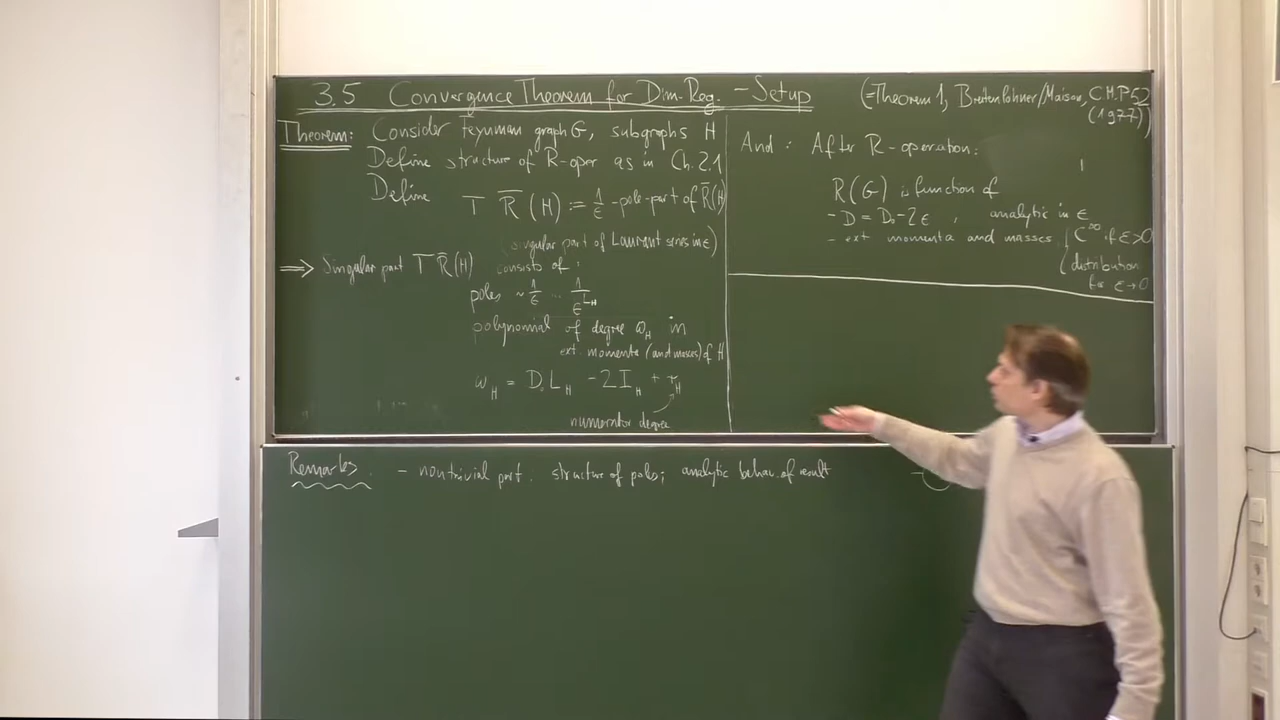 3.5 Convergence Theorem for Dim. Reg. - Setup
(=Theorem 1, Breitenlohner/Maison, C.M.P 52
(1977))
Theorem: Consider Feynman graph G, subgraphs H
Define structure of R-oper as in Ch. 2.1
Define T R̅ (H) := 1/ε -pole-part of R̅(H)
(singular part of Laurent series in ε)
⟹ Singular part T R̅(H) consists of:
poles ~ 1/ε ... 1/ε^{L_H}
polynomial of degree ω_H in
ext. momenta (and masses) of H
ω_H = D_0 L_H - 2 I_H + r_H
numerator degree
And: After R-operation:
R(G) is function of
- D = D_0 - 2ε, analytic in ε
- ext momenta and masses { C^∞ if ε>0
distribution
for ε→0
Remarks - nontrivial part: structure of poles; analytic behav. of result